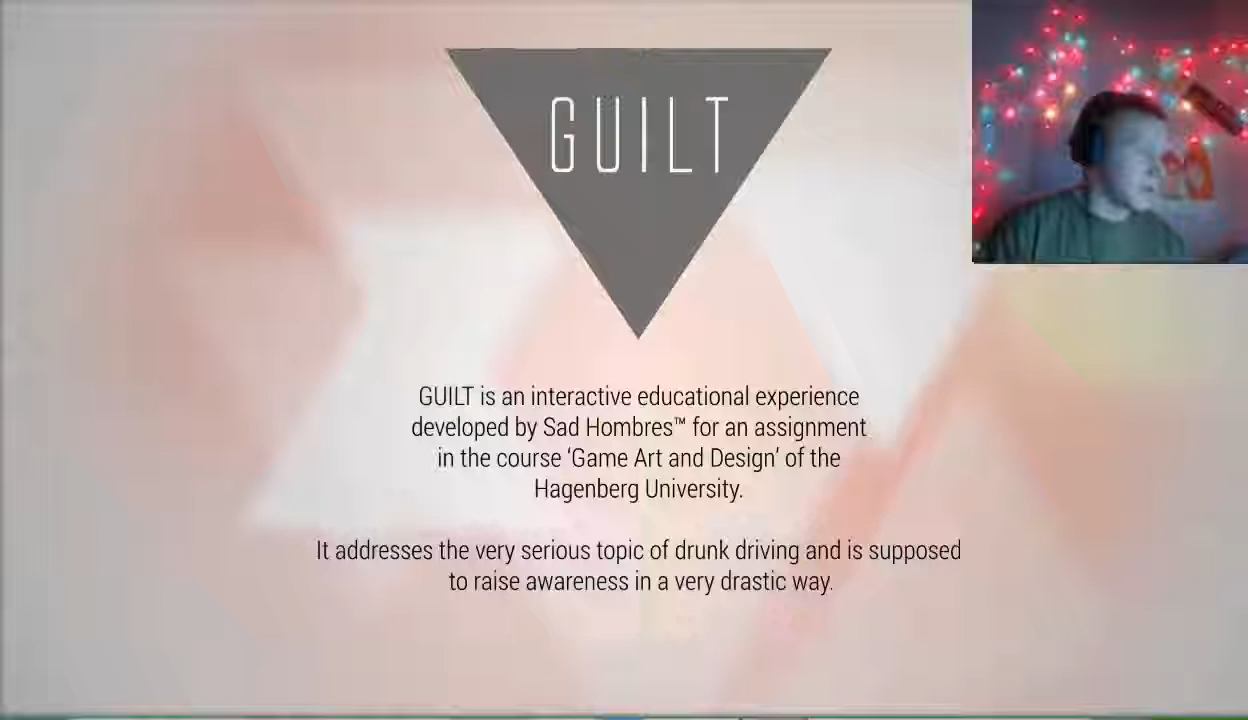 GUILT
GUILT is an interactive educational experience
developed by Sad Hombres™ for an assignment
in the course ‘Game Art and Design’ of the
Hagenberg University.
It addresses the very serious topic of drunk driving and is supposed
to raise awareness in a very drastic way.